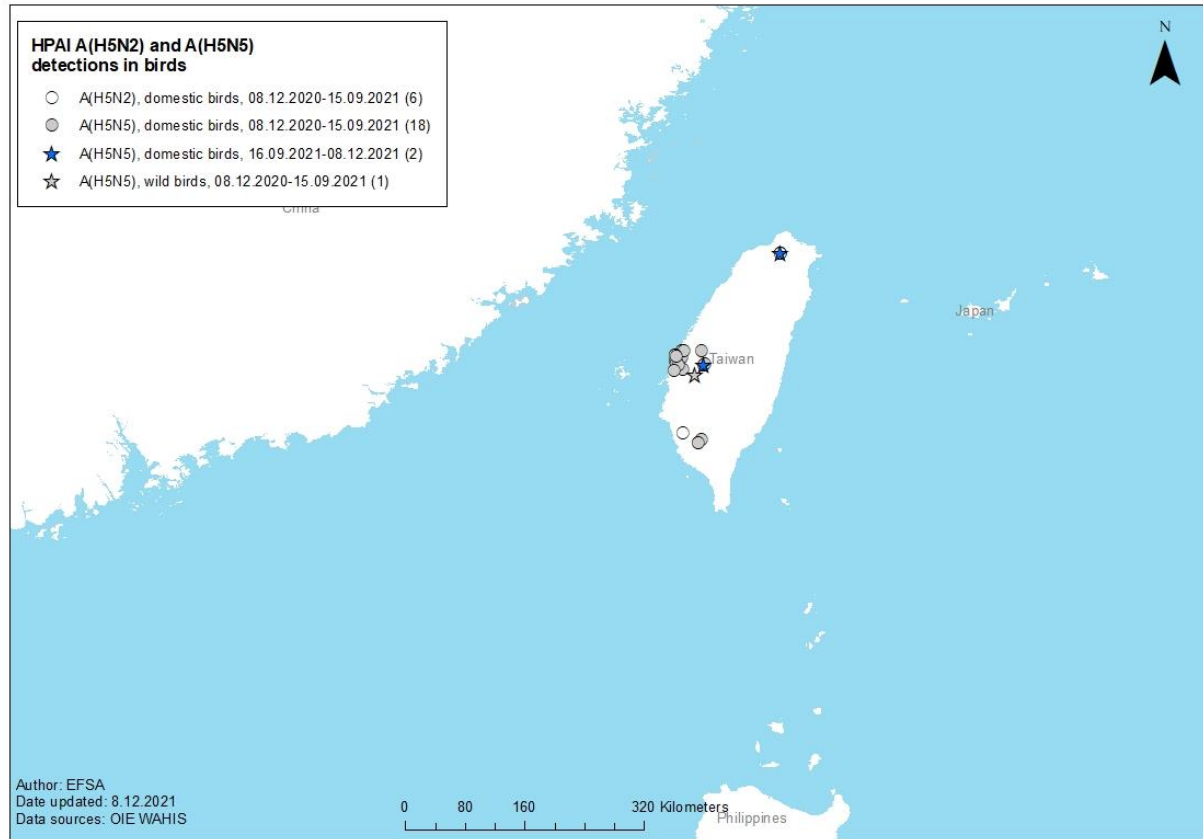 HPAI A(H5N2) and A(H5N5)
detections in birds
A(H5N2), domestic birds, 08.12.2020-15.09.2021 (6)
A(H5N5), domestic birds, 08.12.2020-15.09.2021 (18)
A(H5N5), domestic birds, 16.09.2021-08.12.2021 (2)
A(H5N5), wild birds, 08.12.2020-15.09.2021 (1)
N
China
Japan
Taiwan
Author: EFSA
Date updated: 8.12.2021
Data sources: OIE WAHIS
0 80 160 320 Kilometers
Philippines